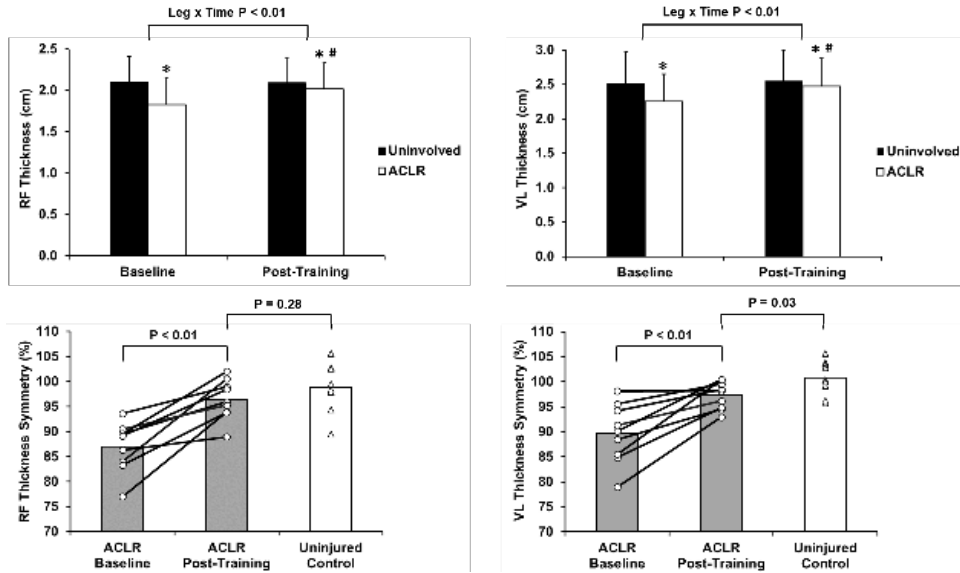 Leg x Time P < 0.01
RF Thickness (cm)
2.5
2.0
1.5
1.0
0.5
0.0
*
* #
Uninvolved
ACLR
Baseline
Post-Training
Leg x Time P < 0.01
VL Thickness (cm)
3.0
2.5
2.0
1.5
1.0
0.5
0.0
*
* #
Uninvolved
ACLR
Baseline
Post-Training
P = 0.28
P < 0.01
RF Thickness Symmetry (%)
110
105
100
95
90
85
80
75
70
ACLR
Baseline
ACLR
Post-Training
Uninjured
Control
P = 0.03
P < 0.01
VL Thickness Symmetry (%)
110
105
100
95
90
85
80
75
70
ACLR
Baseline
ACLR
Post-Training
Uninjured
Control